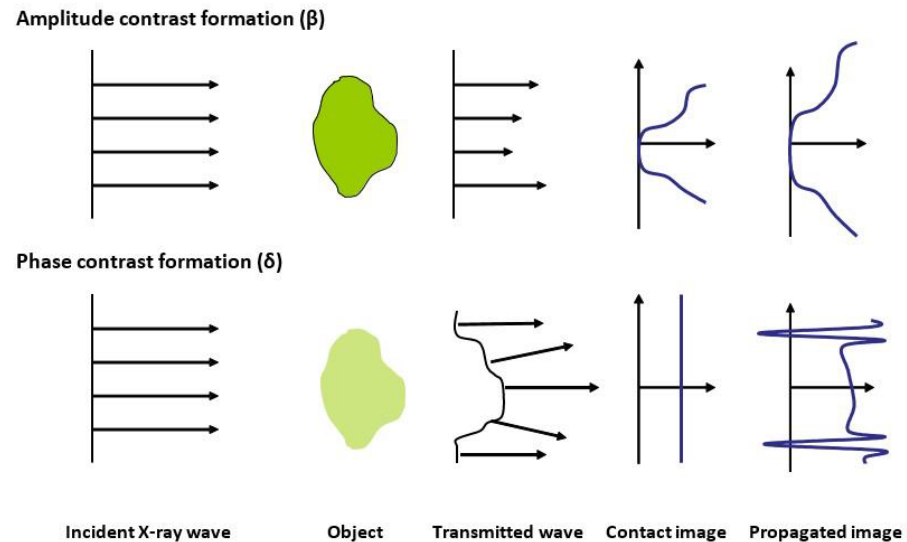 Amplitude contrast formation (β)
Phase contrast formation (δ)
Incident X-ray wave
Object
Transmitted wave
Contact image
Propagated image